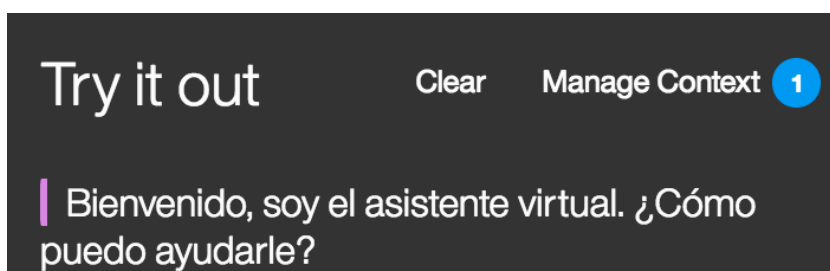 Try it out Clear Manage Context 1
Bienvenido, soy el asistente virtual. ¿Cómo
puedo ayudarle?